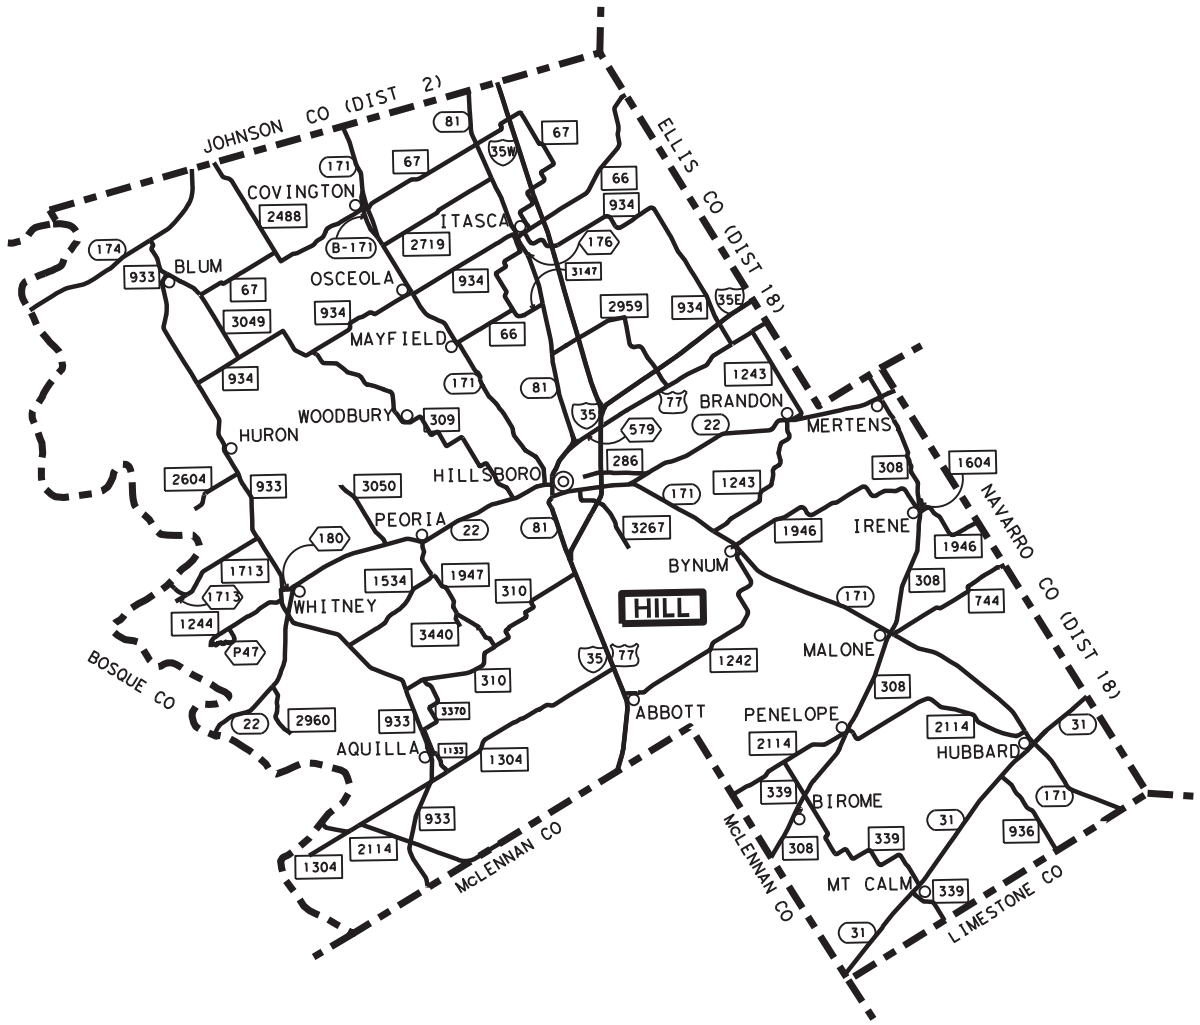 JOHNSON CO (DIST 2)
81
67
35W
ELLIS CO (DIST 18)
171
67
66
COVINGTON
2488
934
ITASCA
174
B-171
2719
176
BLUM
933
3147
OSCEOLA
934
67
2959
934
35E
934
3049
66
MAYFIELD
934
171
81
1243
77
BRANDON
WOODBURY
309
35
579
22
MERTENS
HURON
286
1604
HILLSBORO
308
2604
933
3050
171
1243
NAVARRO CO (DIST 18)
PEORIA
22
81
3267
1946
IRENE
180
1946
BYNUM
1713
1534
1947
310
308
1713
171
744
WHITNEY
HILL
1244
3440
MALONE
P47
35
77
1242
BOSQUE CO
310
308
3370
ABBOTT
22
2960
933
PENELOPE
2114
31
AQUILLA
1133
2114
HUBBARD
1304
339
BIROME
171
933
31
936
2114
McLENNAN CO
308
339
1304
McLENNAN CO
MT CALM
339
LIMESTONE CO
31